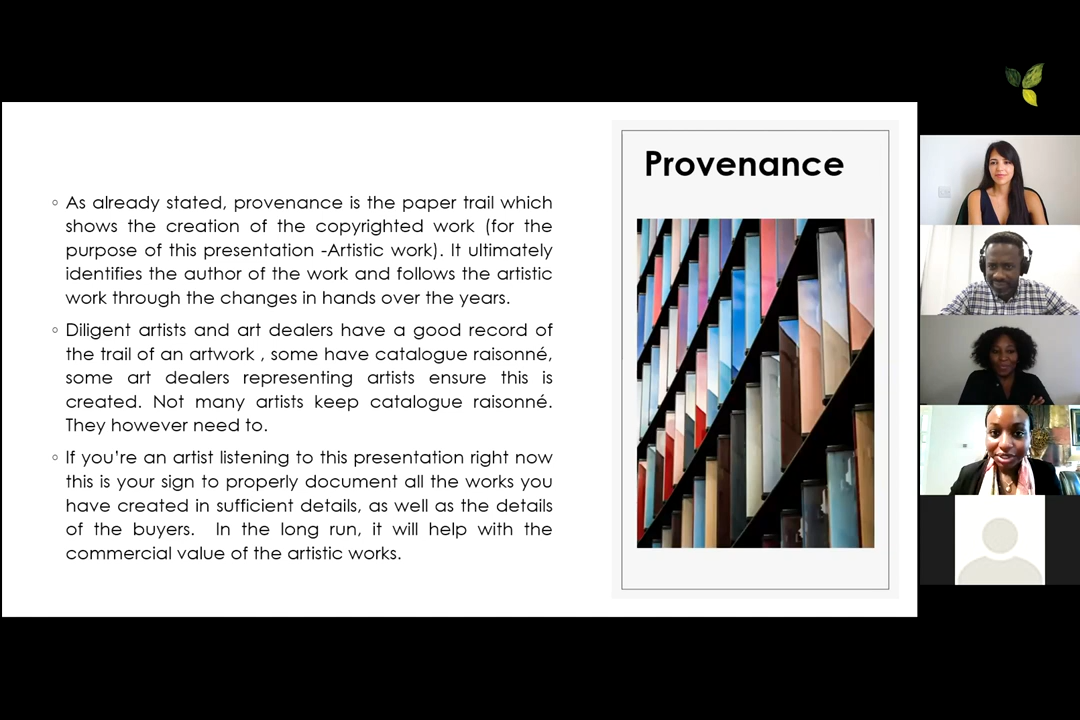 Provenance
◦ As already stated, provenance is the paper trail which
shows the creation of the copyrighted work (for the
purpose of this presentation -Artistic work). It ultimately
identifies the author of the work and follows the artistic
work through the changes in hands over the years.
◦ Diligent artists and art dealers have a good record of
the trail of an artwork , some have catalogue raisonné,
some art dealers representing artists ensure this is
created. Not many artists keep catalogue raisonné.
They however need to.
◦ If you’re an artist listening to this presentation right now
this is your sign to properly document all the works you
have created in sufficient details, as well as the details
of the buyers.  In the long run, it will help with the
commercial value of the artistic works.